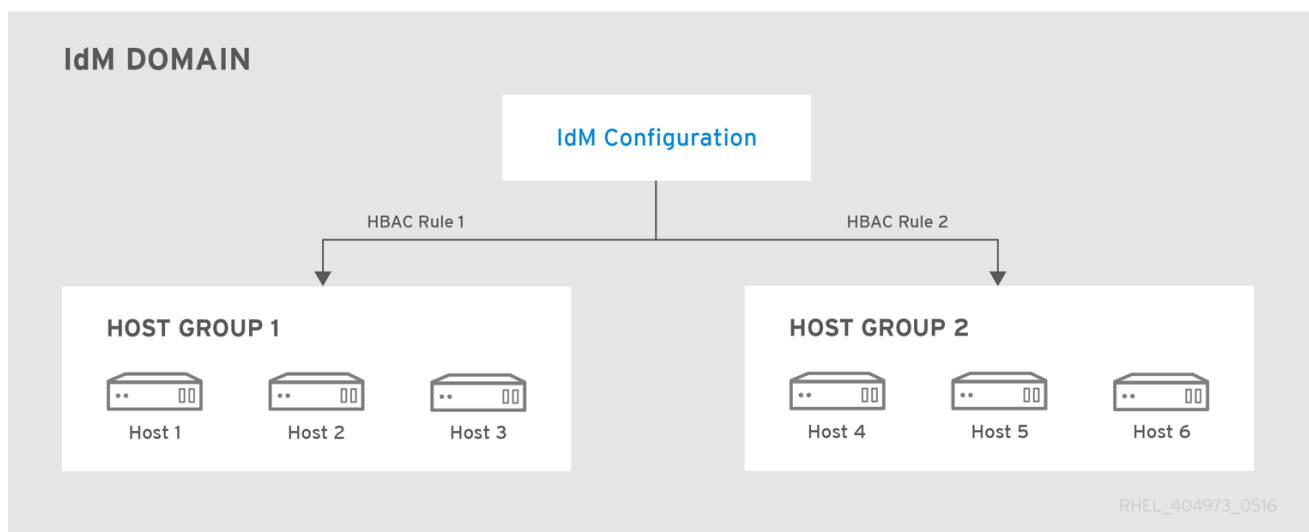 IdM DOMAIN
IdM Configuration
HBAC Rule 1
HBAC Rule 2
HOST GROUP 1
HOST GROUP 2
Host 1
Host 2
Host 3
Host 4
Host 5
Host 6
RHEL_404973_0516